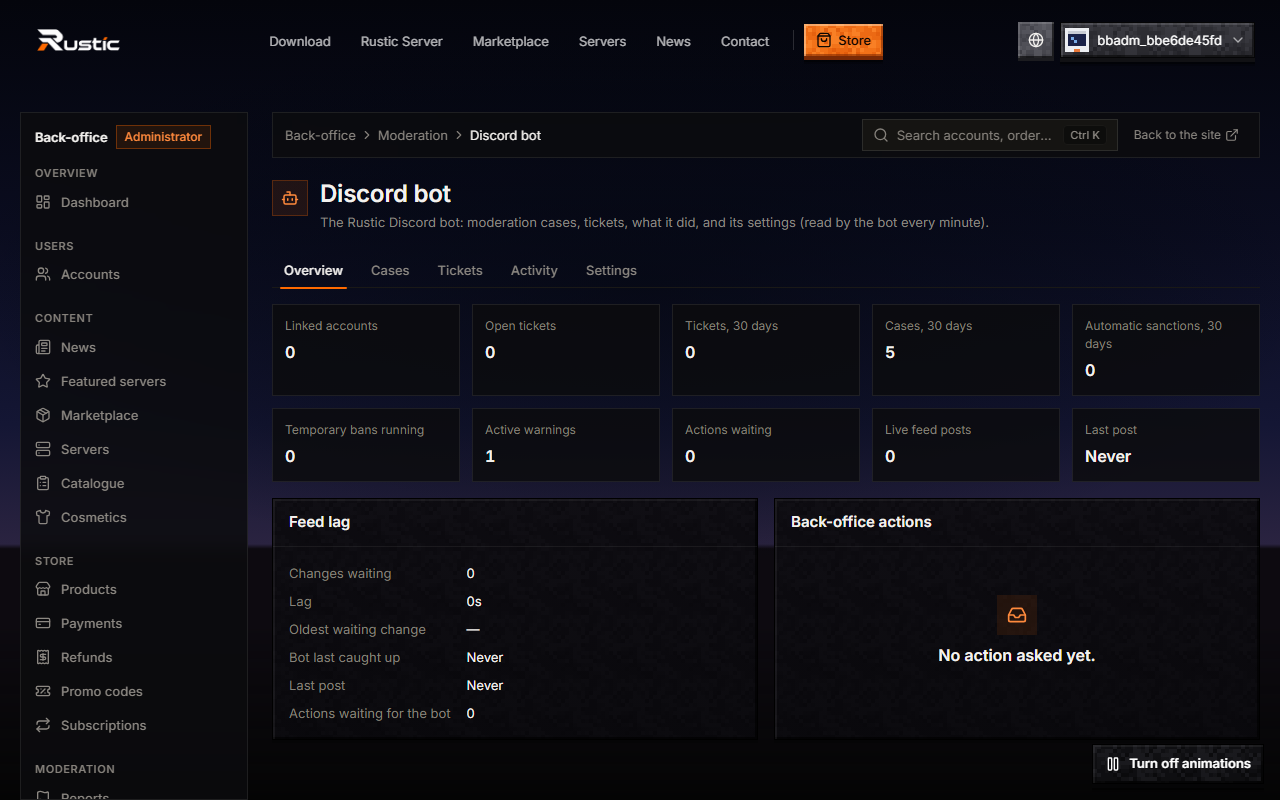 Rustic
Download
Rustic Server
Marketplace
Servers
News
Contact
Store
bbadm_bbe6de45fd
Back-office
Administrator
OVERVIEW
Dashboard
USERS
Accounts
CONTENT
News
Featured servers
Marketplace
Servers
Catalogue
Cosmetics
STORE
Products
Payments
Refunds
Promo codes
Subscriptions
MODERATION
Reports
Back-office > Moderation > Discord bot
Search accounts, order... Ctrl K
Back to the site
Discord bot
The Rustic Discord bot: moderation cases, tickets, what it did, and its settings (read by the bot every minute).
Overview
Cases
Tickets
Activity
Settings
Linked accounts
0
Open tickets
0
Tickets, 30 days
0
Cases, 30 days
5
Automatic sanctions, 30
days
0
Temporary bans running
0
Active warnings
1
Actions waiting
0
Live feed posts
0
Last post
Never
Feed lag
Changes waiting 0
Lag 0s
Oldest waiting change —
Bot last caught up Never
Last post Never
Actions waiting for the bot 0
Back-office actions
No action asked yet.
Turn off animations